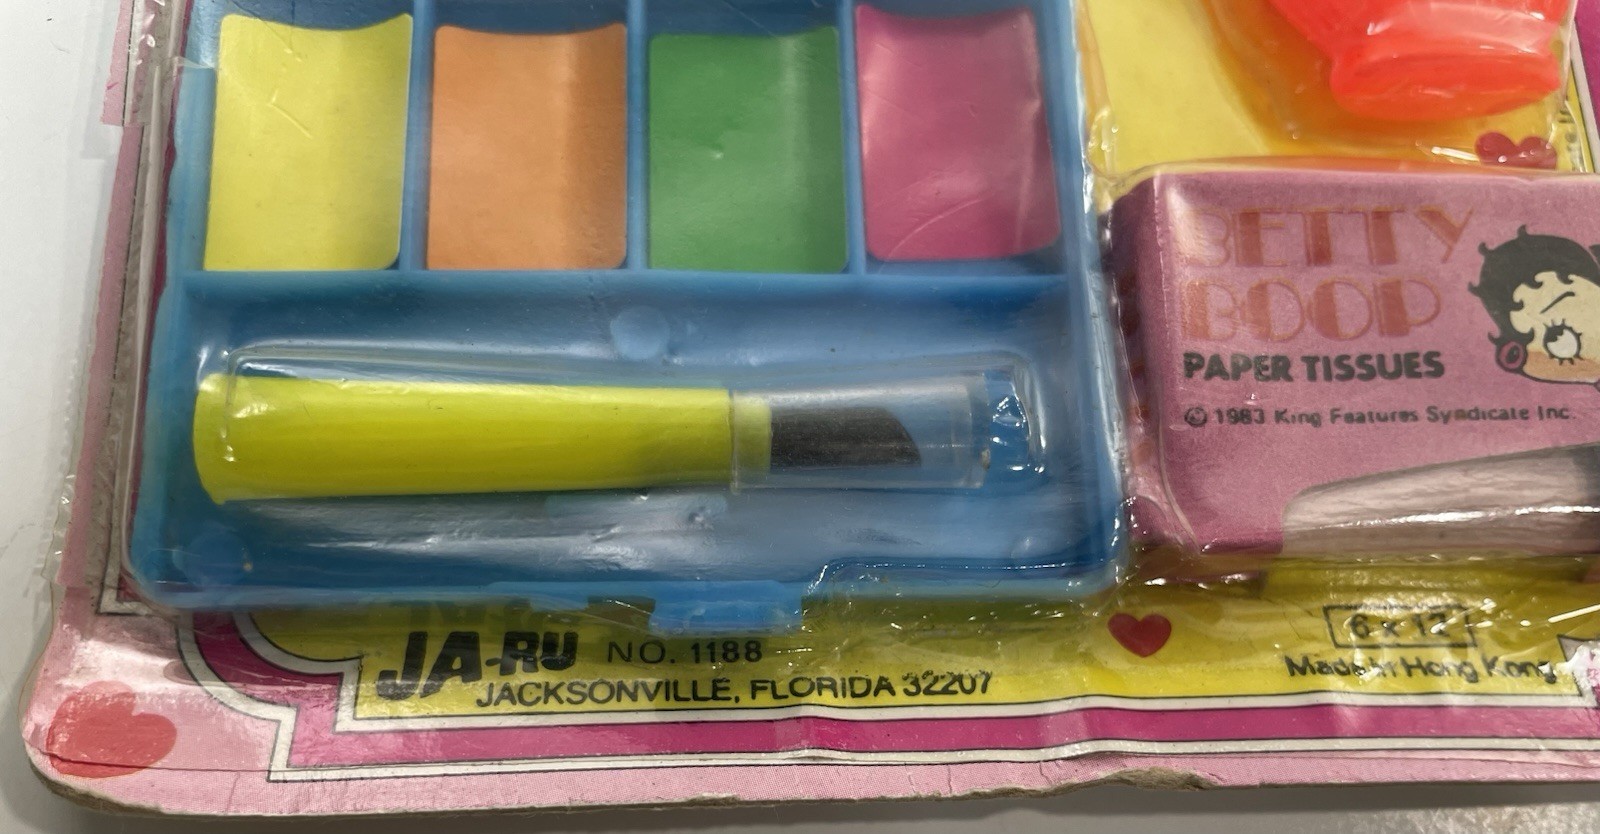 BETTY
BOOP
PAPER TISSUES
© 1983 King Features Syndicate Inc.
JA-RU NO. 1188
JACKSONVILLE, FLORIDA 32207
6 x 12
Made in Hong Kong